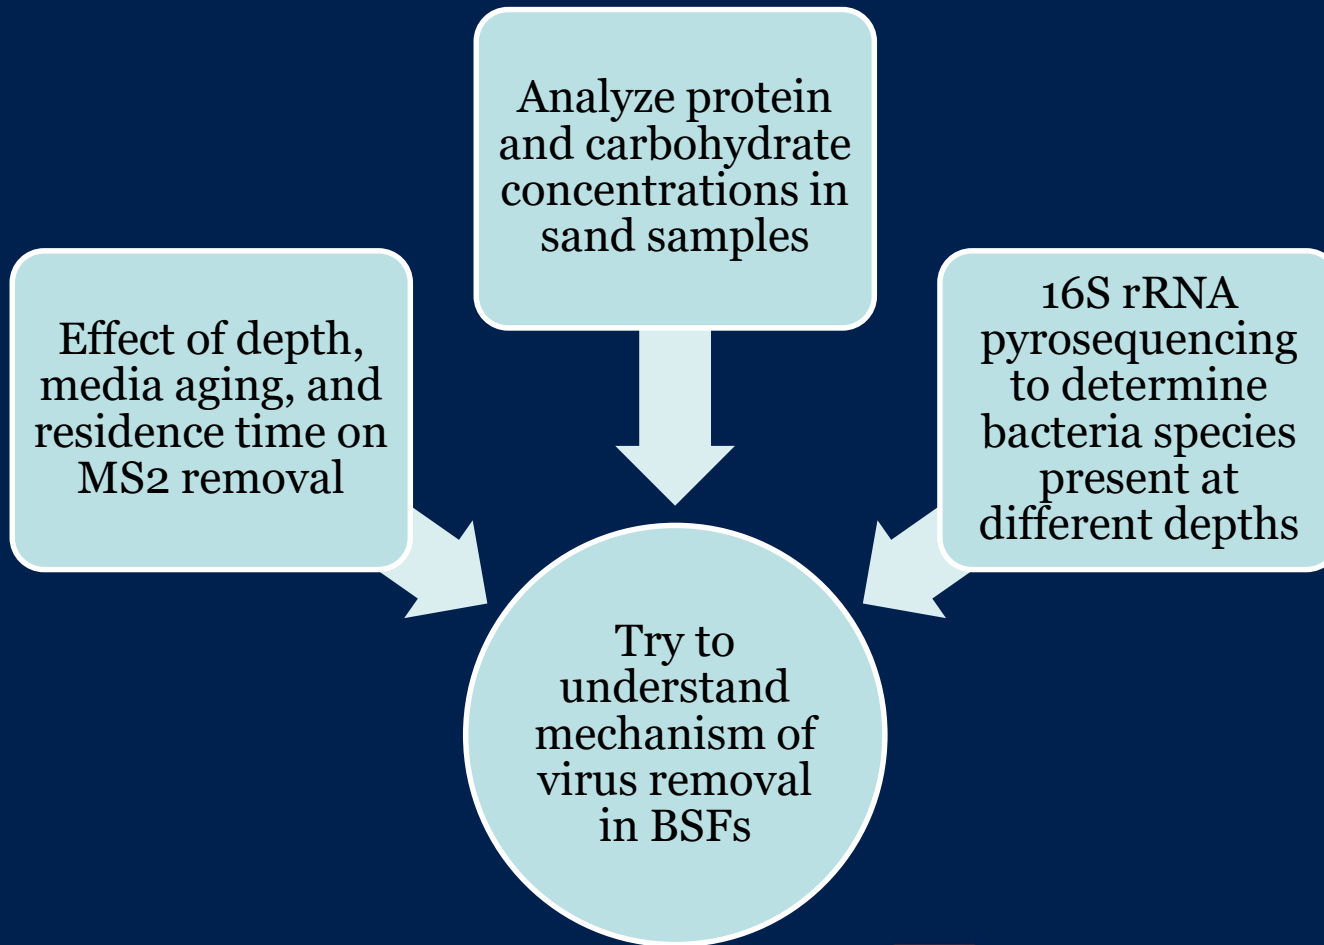 Analyze protein
and carbohydrate
concentrations in
sand samples
Effect of depth,
media aging, and
residence time on
MS2 removal
16S rRNA
pyrosequencing
to determine
bacteria species
present at
different depths
Try to
understand
mechanism of
virus removal
in BSFs